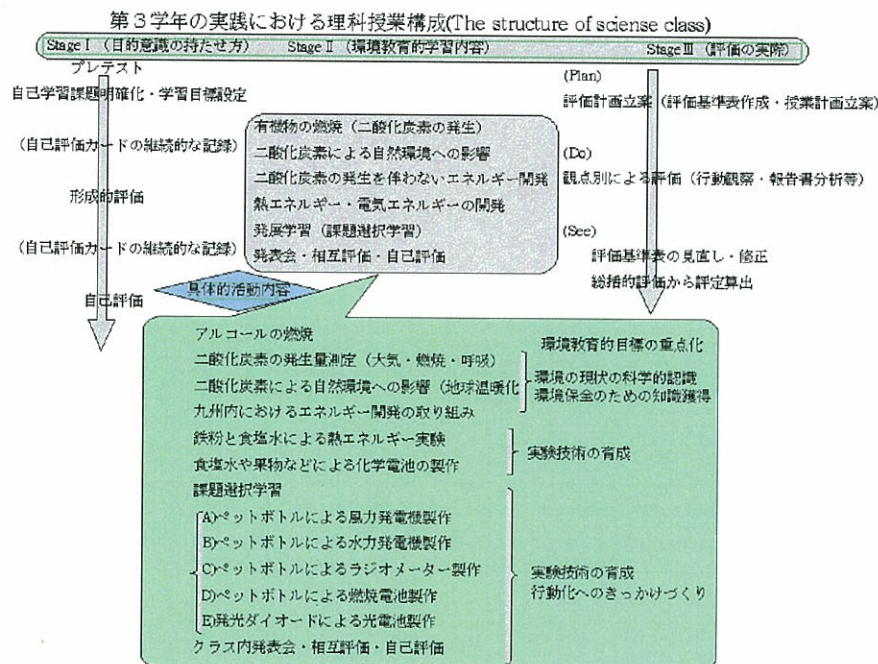 第3学年の実践における理科授業構成(The structure of sciense class)
StageⅠ（目的意識の持たせ方）
StageⅡ（環境教育的学習内容）
StageⅢ（評価の実際）
プレテスト
自己学習課題明確化・学習目標設定
(自己評価カードの継続的な記録)
形成的評価
(自己評価カードの継続的な記録)
自己評価
有機物の燃焼（二酸化炭素の発生）
二酸化炭素による自然環境への影響
二酸化炭素の発生を伴わないエネルギー開発
熱エネルギー・電気エネルギーの開発
発展学習（課題選択学習）
発表会・相互評価・自己評価
(Plan)
評価計画立案（評価基準表作成・授業計画立案）
(Do)
観点別による評価（行動観察・報告書分析等）
(See)
評価基準表の見直し・修正
総括的評価から評定算出
具体的活動内容
アルコールの燃焼
二酸化炭素の発生量測定（大気・燃焼・呼吸）
二酸化炭素による自然環境への影響（地球温暖化
九州内におけるエネルギー開発の取り組み
鉄粉と食塩水による熱エネルギー実験
食塩水や果物などによる化学電池の製作
課題選択学習
A)ペットボトルによる風力発電機製作
B)ペットボトルによる水力発電機製作
C)ペットボトルによるラジオメーター製作
D)ペットボトルによる燃焼電池製作
E)発光ダイオードによる光電池製作
クラス内発表会・相互評価・自己評価
環境教育的目標の重点化
環境の現状の科学的認識
環境保全のための知識獲得
実験技術の育成
実験技術の育成
行動化へのきっかけづくり